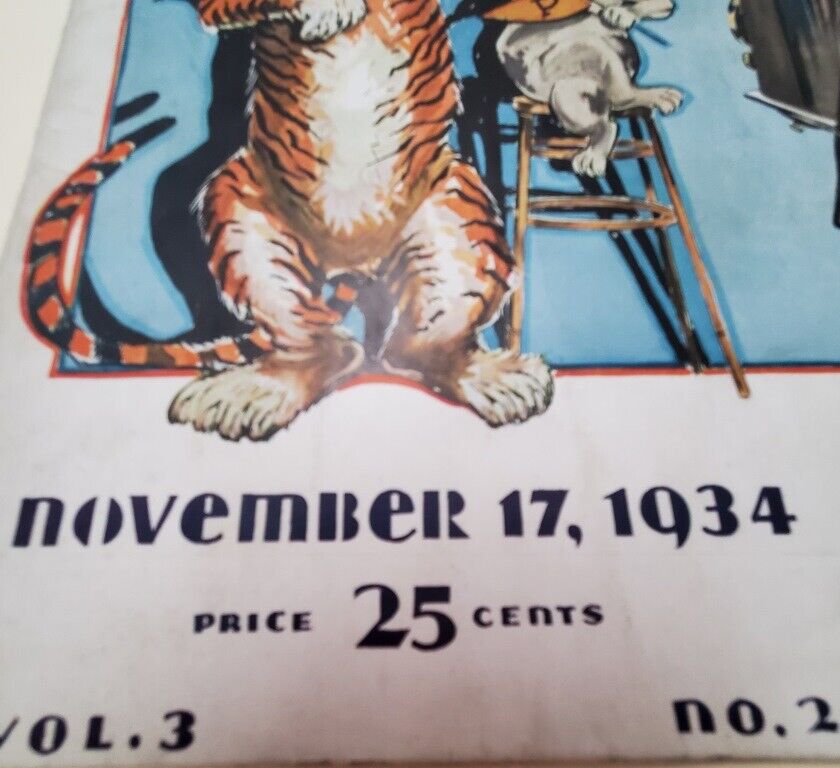 November 17, 1934
PRICE 25 CENTS
VOL. 3
NO. 2